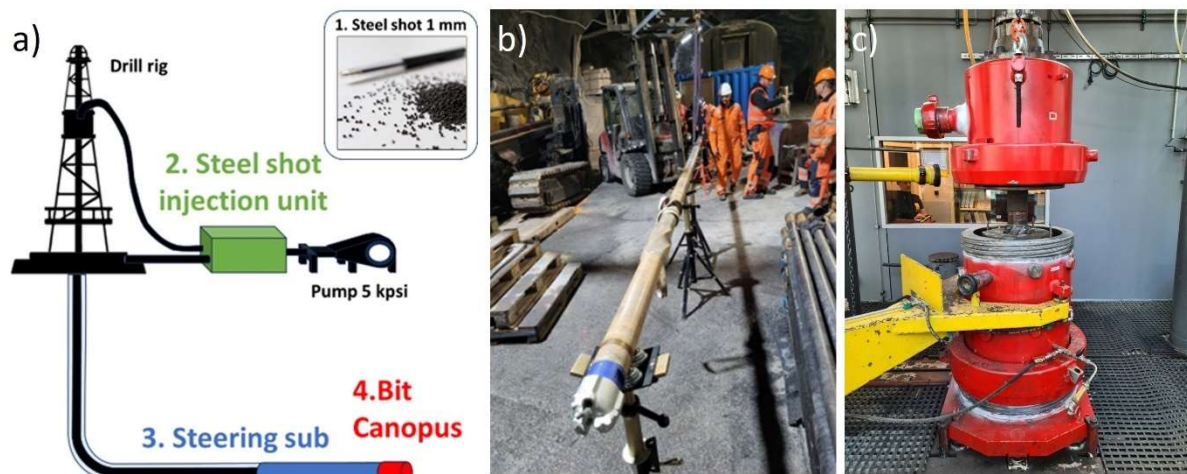 a)
1. Steel shot 1 mm
Drill rig
2. Steel shot
injection unit
Pump 5 kpsi
4.Bit
Canopus
3. Steering sub
b)
c)